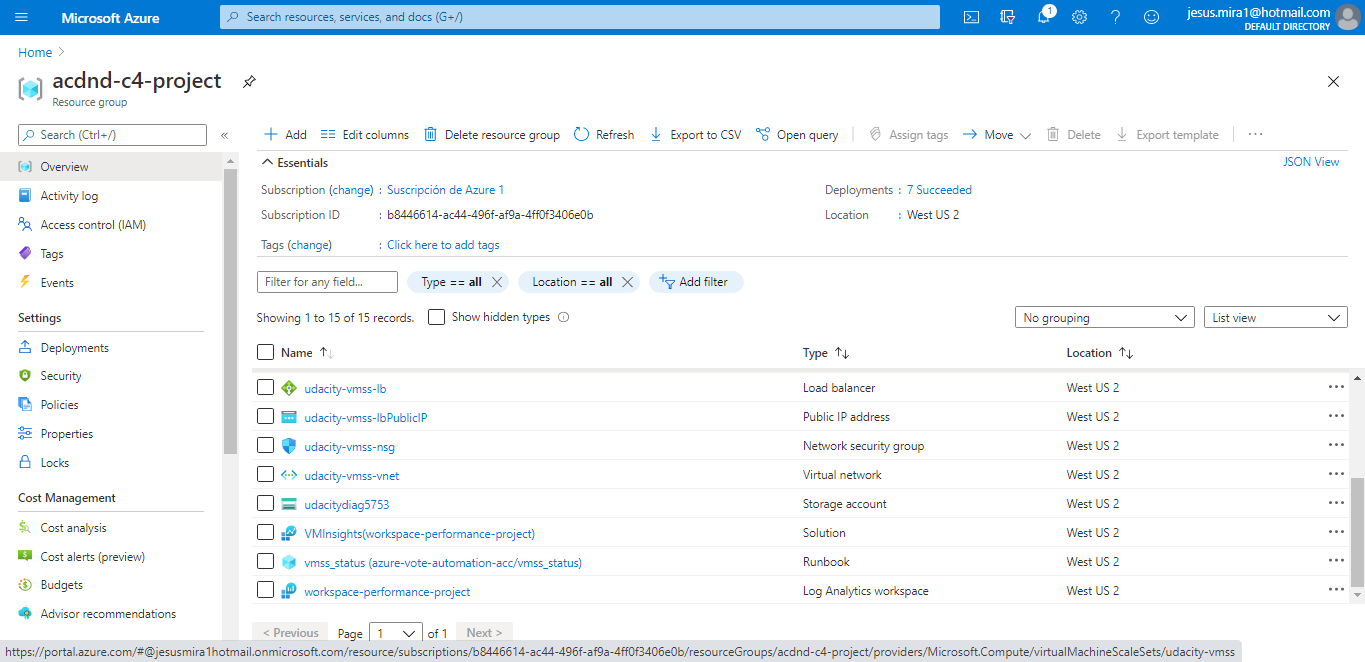 Microsoft Azure
Search resources, services, and docs (G+/)
1
?
jesus.mira1@hotmail.com
DEFAULT DIRECTORY
Home >
acdnd-c4-project
Resource group
Search (Ctrl+/)
«
Add
Edit columns
Delete resource group
Refresh
Export to CSV
Open query
Assign tags
Move
Delete
Export template
...
Overview
Activity log
Access control (IAM)
Tags
Events
Settings
Deployments
Security
Policies
Properties
Locks
Cost Management
Cost analysis
Cost alerts (preview)
Budgets
Advisor recommendations
Essentials
JSON View
Subscription (change) : Suscripción de Azure 1
Deployments : 7 Succeeded
Subscription ID : b8446614-ac44-496f-af9a-4ff0f3406e0b
Location : West US 2
Tags (change) : Click here to add tags
Filter for any field...
Type == all
Location == all
Add filter
Showing 1 to 15 of 15 records.
Show hidden types
No grouping
List view
Name Type Location
udacity-vmss-lb Load balancer West US 2 ...
udacity-vmss-lbPublicIP Public IP address West US 2 ...
udacity-vmss-nsg Network security group West US 2 ...
udacity-vmss-vnet Virtual network West US 2 ...
udacitydiag5753 Storage account West US 2 ...
VMInsights(workspace-performance-project) Solution West US 2 ...
vmss_status (azure-vote-automation-acc/vmss_status) Runbook West US 2 ...
workspace-performance-project Log Analytics workspace West US 2 ...
< Previous Page 1 of 1 Next >
https://portal.azure.com/#@jesusmira1hotmail.onmicrosoft.com/resource/subscriptions/b8446614-ac44-496f-af9a-4ff0f3406e0b/resourceGroups/acdnd-c4-project/providers/Microsoft.Compute/virtualMachineScaleSets/udacity-vmss